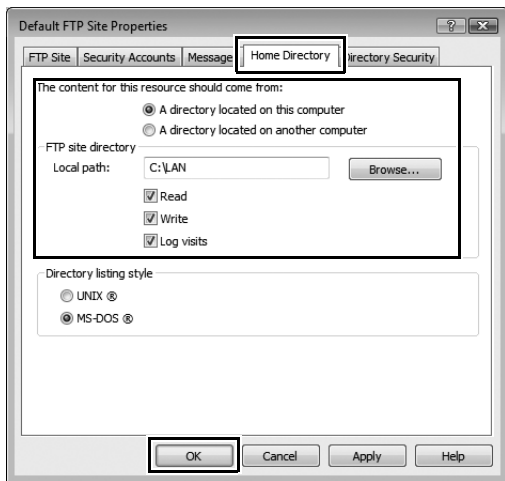 Default FTP Site Properties
FTP Site Security Accounts Message Home Directory Directory Security
The content for this resource should come from:
A directory located on this computer
A directory located on another computer
FTP site directory
Local path: C:\LAN Browse...
Read
Write
Log visits
Directory listing style
UNIX ®
MS-DOS ®
OK Cancel Apply Help